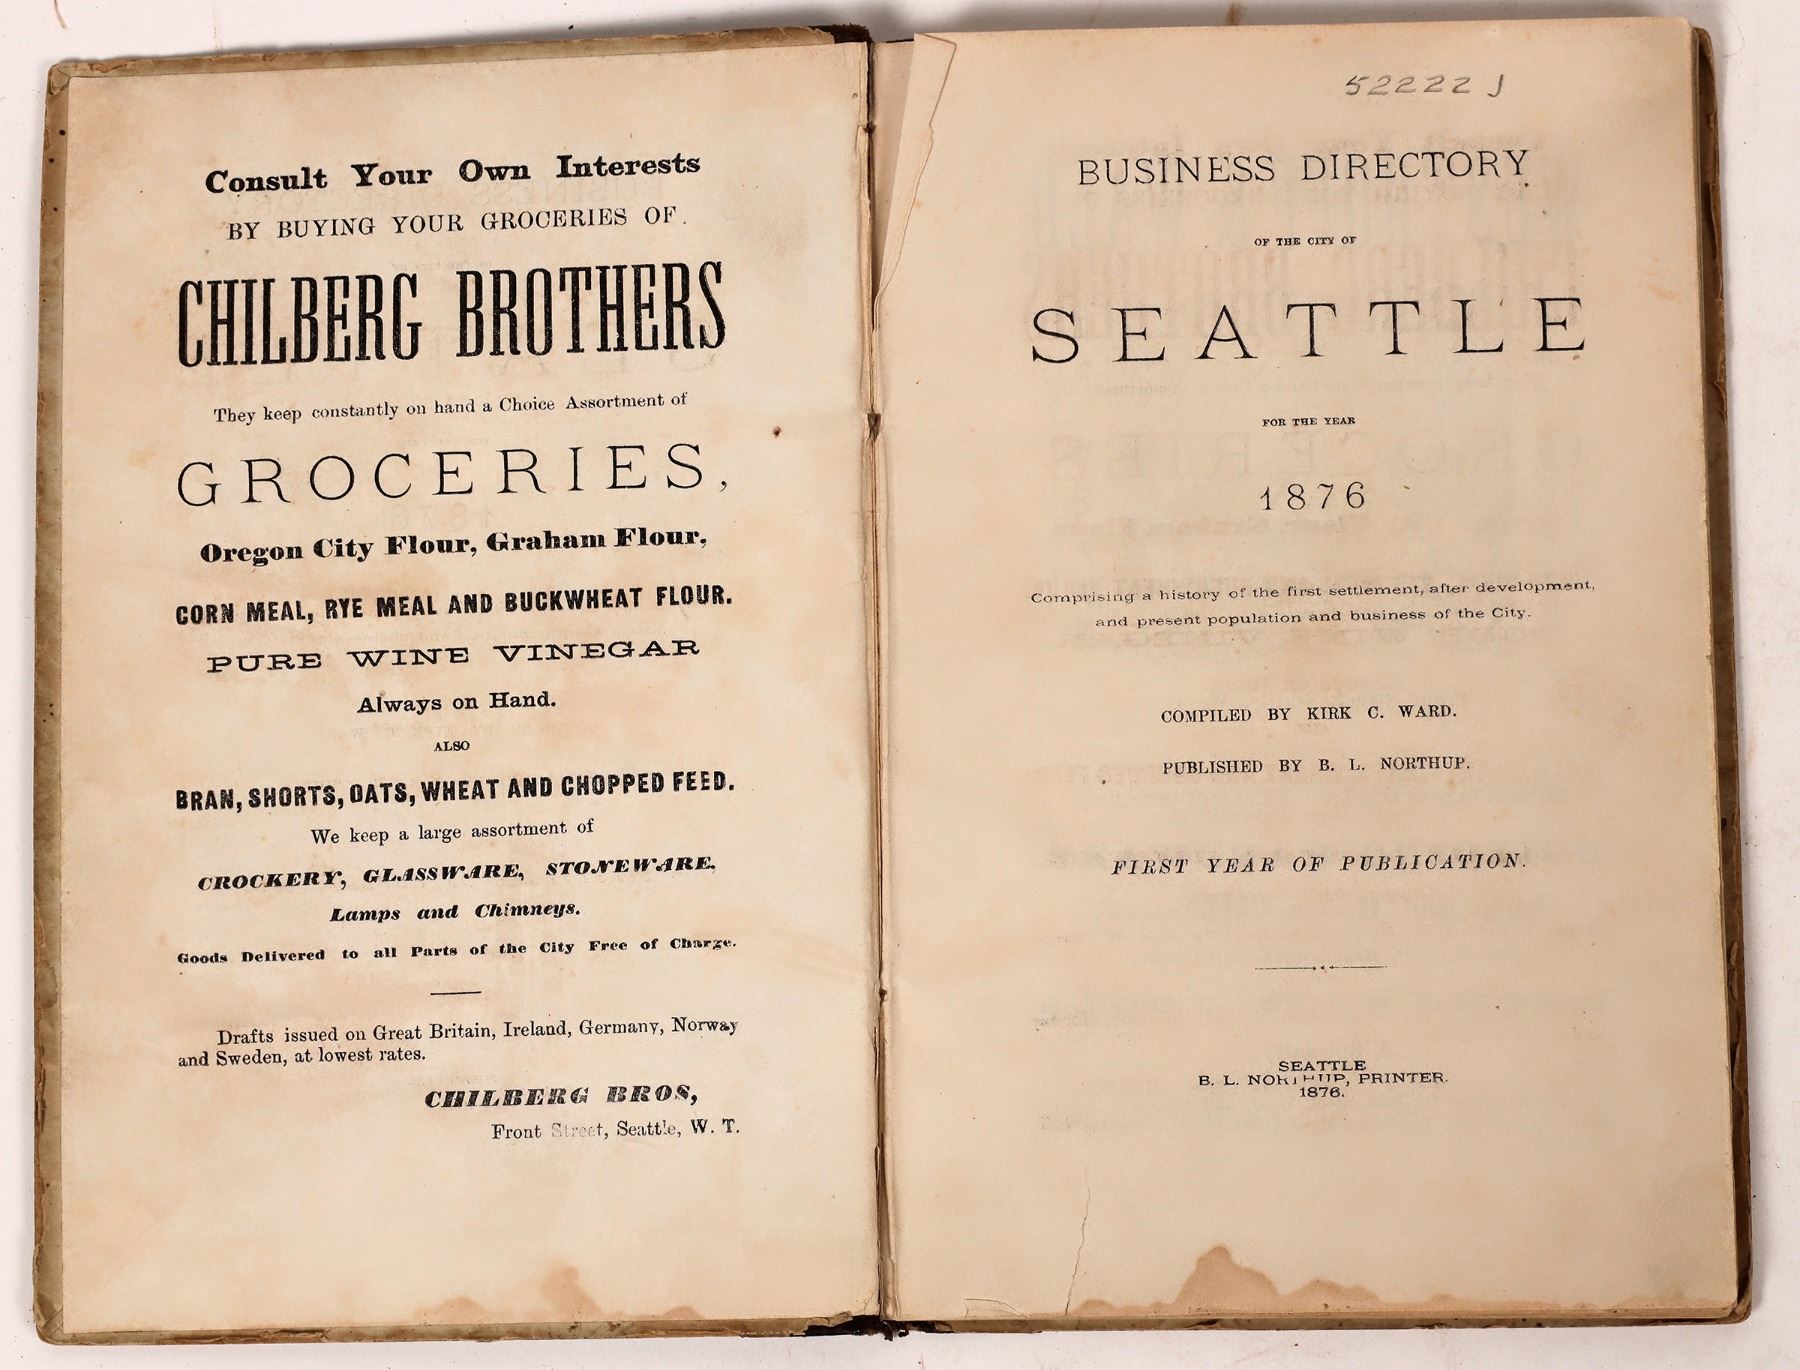 Consult Your Own Interests
BY BUYING YOUR GROCERIES OF
CHILBERG BROTHERS
They keep constantly on hand a Choice Assortment of
GROCERIES,
Oregon City Flour, Graham Flour,
CORN MEAL, RYE MEAL AND BUCKWHEAT FLOUR.
PURE WINE VINEGAR
Always on Hand.
ALSO
BRAN, SHORTS, OATS, WHEAT AND CHOPPED FEED.
We keep a large assortment of
CROCKERY, GLASSWARE, STONEWARE,
Lamps and Chimneys.
Goods Delivered to all Parts of the City Free of Charge.
Drafts issued on Great Britain, Ireland, Germany, Norway
and Sweden, at lowest rates.
CHILBERG BROS,
Front Street, Seattle, W. T.
52222 J
BUSINESS DIRECTORY
OF THE CITY OF
SEATTLE
FOR THE YEAR
1876
Comprising a history of the first settlement, after development,
and present population and business of the City.
COMPILED BY KIRK C. WARD.
PUBLISHED BY B. L. NORTHUP.
FIRST YEAR OF PUBLICATION.
SEATTLE
B. L. NORTHUP, PRINTER.
1876.